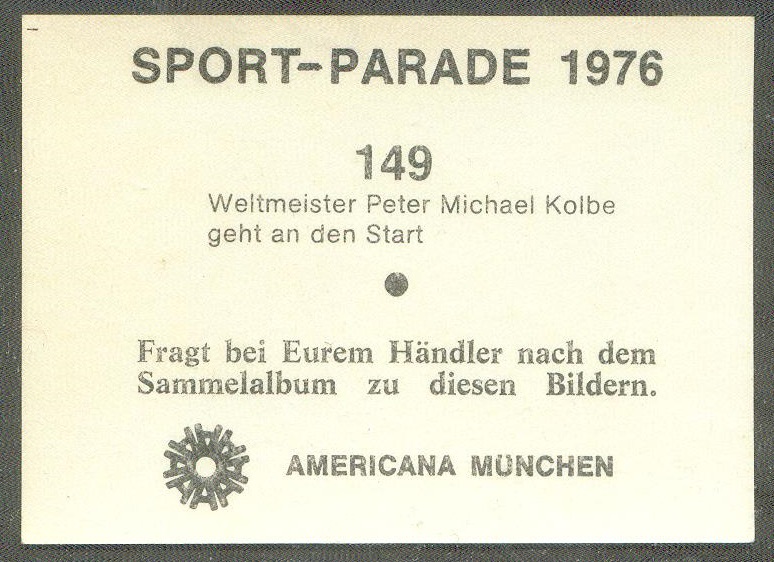 SPORT-PARADE 1976
149
Weltmeister Peter Michael Kolbe
geht an den Start
Fragt bei Eurem Händler nach dem
Sammelalbum zu diesen Bildern.
AMERICANA MÜNCHEN